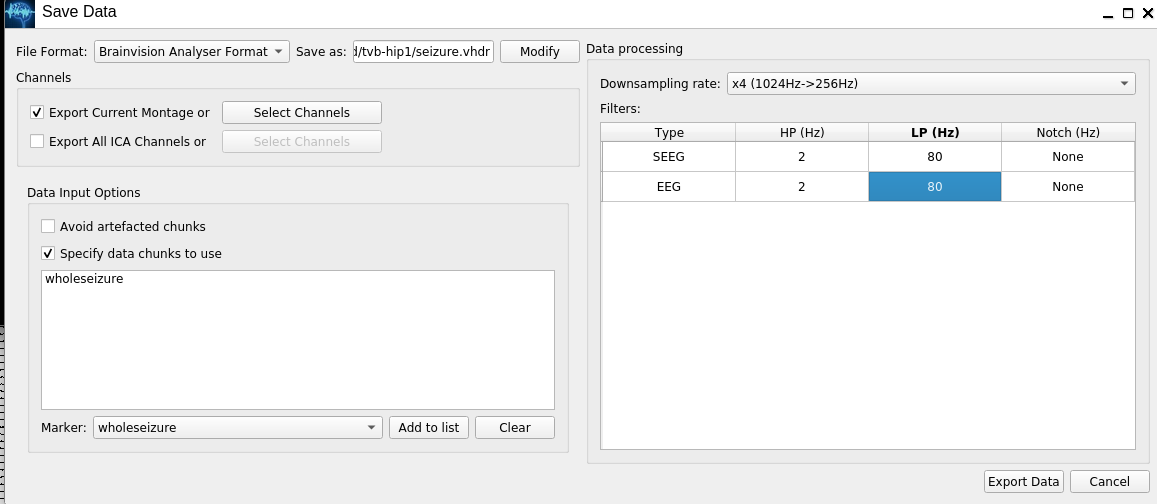 Save Data
File Format: Brainvision Analyser Format Save as: d/tvb-hip1/seizure.vhdr Modify
Channels
Export Current Montage or Select Channels
Export All ICA Channels or Select Channels
Data Input Options
Avoid artefacted chunks
Specify data chunks to use
wholeseizure
Marker: wholeseizure Add to list Clear
Data processing
Downsampling rate: x4 (1024Hz->256Hz)
Filters:
Type HP (Hz) LP (Hz) Notch (Hz)
SEEG 2 80 None
EEG 2 80 None
Export Data Cancel